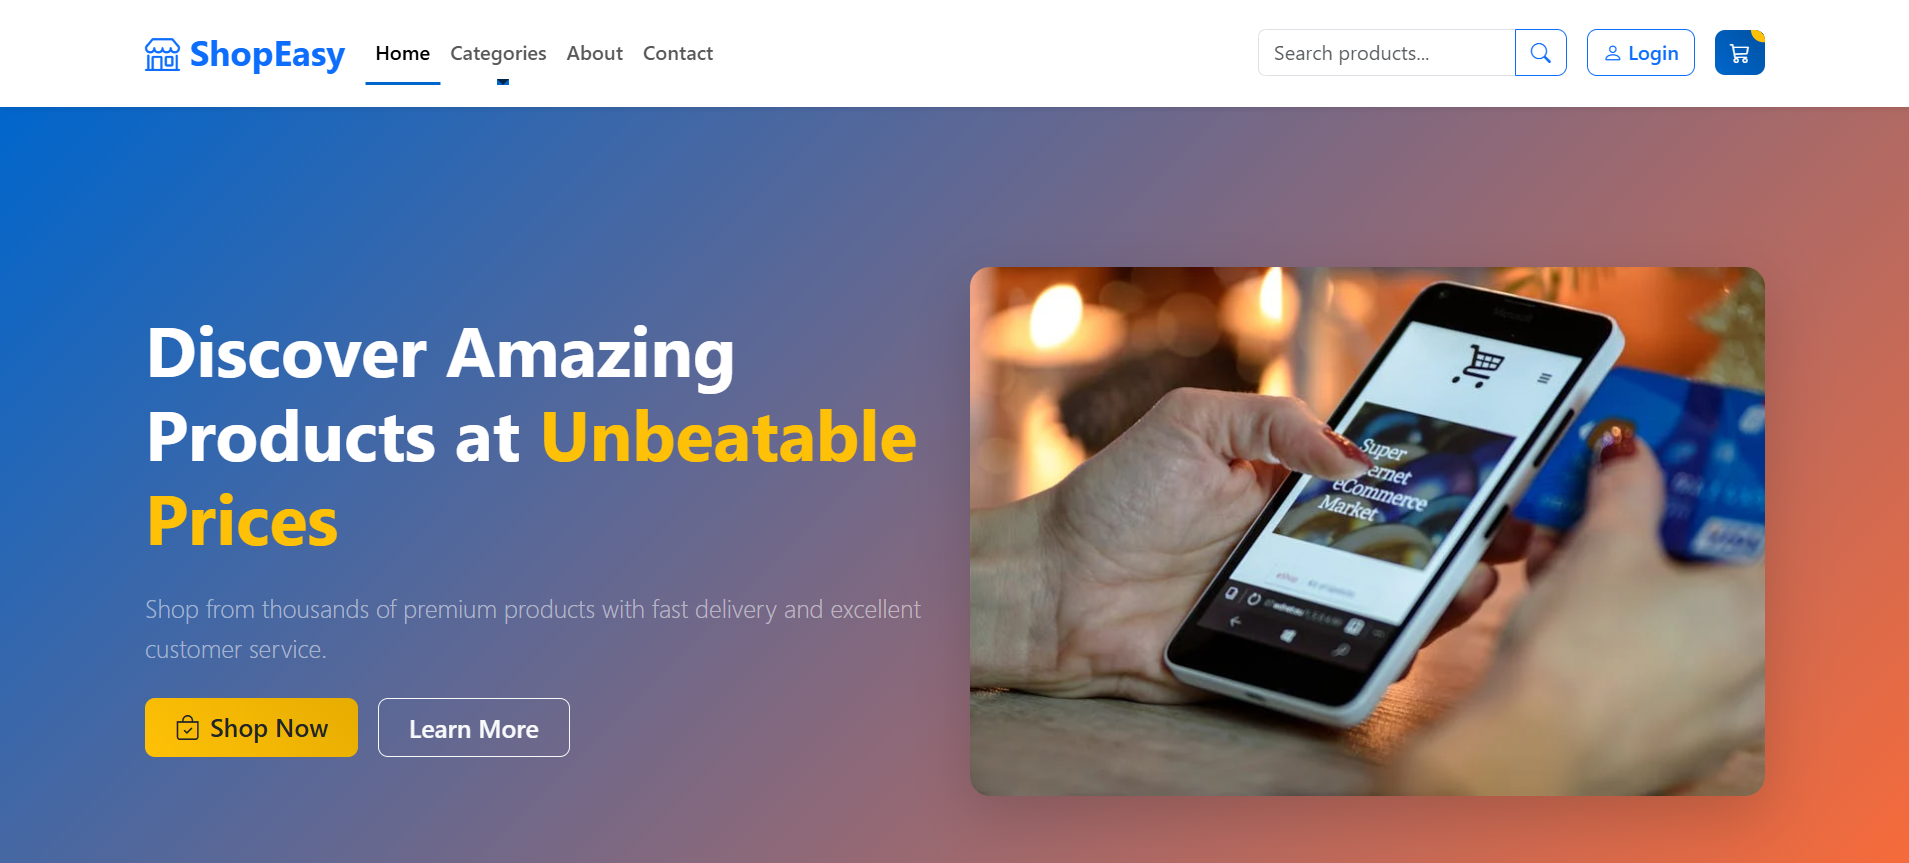 ShopEasy
Home
Categories
About
Contact
Search products...
Login
Discover Amazing
Products at Unbeatable
Prices
Shop from thousands of premium products with fast delivery and excellent
customer service.
Shop Now
Learn More
Microsoft
Super
ernet
eCommerce
Market